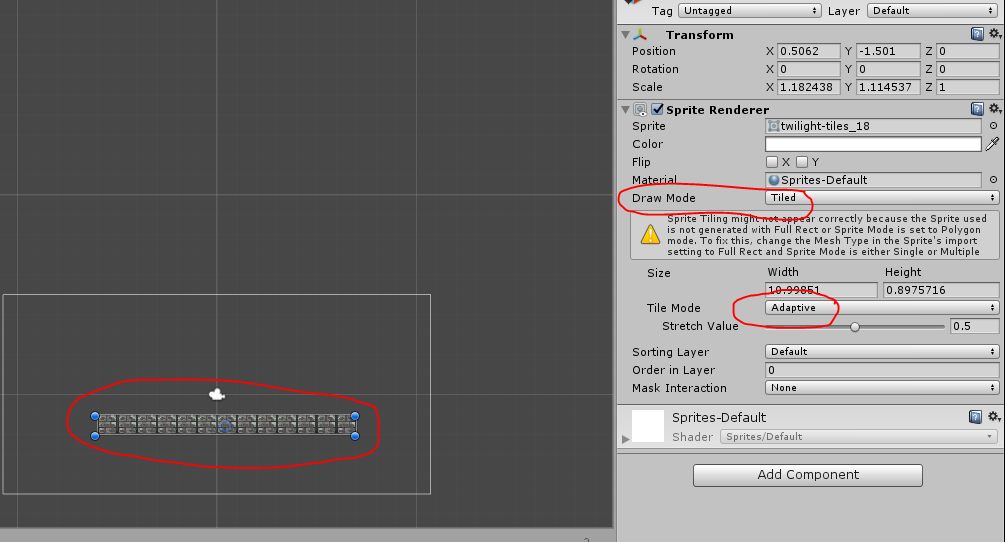 Tag Untagged Layer Default
Transform
Position X 0.5062 Y -1.501 Z 0
Rotation X 0 Y 0 Z 0
Scale X 1.182438 Y 1.114537 Z 1
Sprite Renderer
Sprite twilight-tiles_18
Color
Flip X Y
Material Sprites-Default
Draw Mode Tiled
Sprite Tiling might not appear correctly because the Sprite used
is not generated with Full Rect or Sprite Mode is set to Polygon
mode. To fix this, change the Mesh Type in the Sprite's import
setting to Full Rect and Sprite Mode is either Single or Multiple
Size Width Height
10.99851 0.8975716
Tile Mode Adaptive
Stretch Value 0.5
Sorting Layer Default
Order in Layer 0
Mask Interaction None
Sprites-Default
Shader Sprites/Default
Add Component